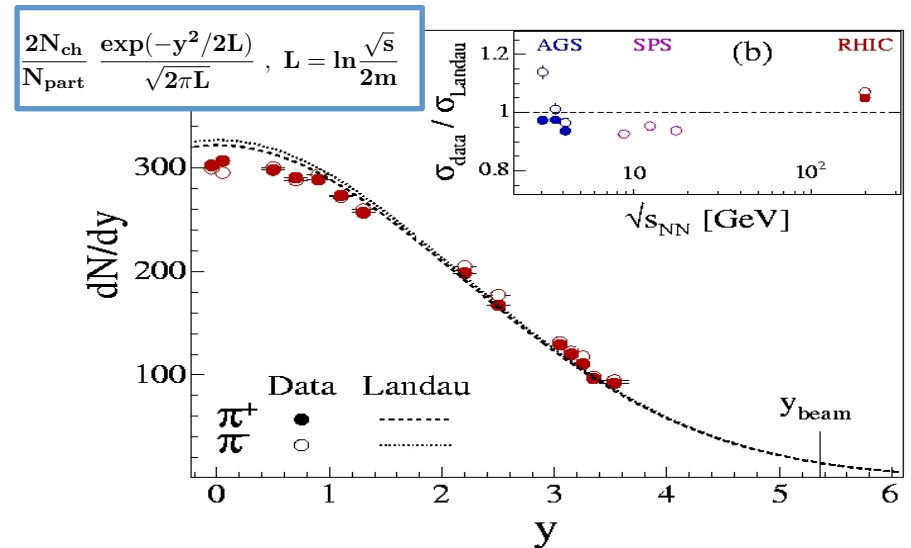 2N_ch/N_part exp(−y²/2L)/√2πL , L = ln √s/2m
(b)
AGS SPS RHIC
σ_data / σ_Landau
1.2
1
0.8
10 10²
√s_NN [GeV]
dN/dy
300
200
100
Data Landau
π⁺
π⁻
y_beam
0 1 2 3 4 5 6
y